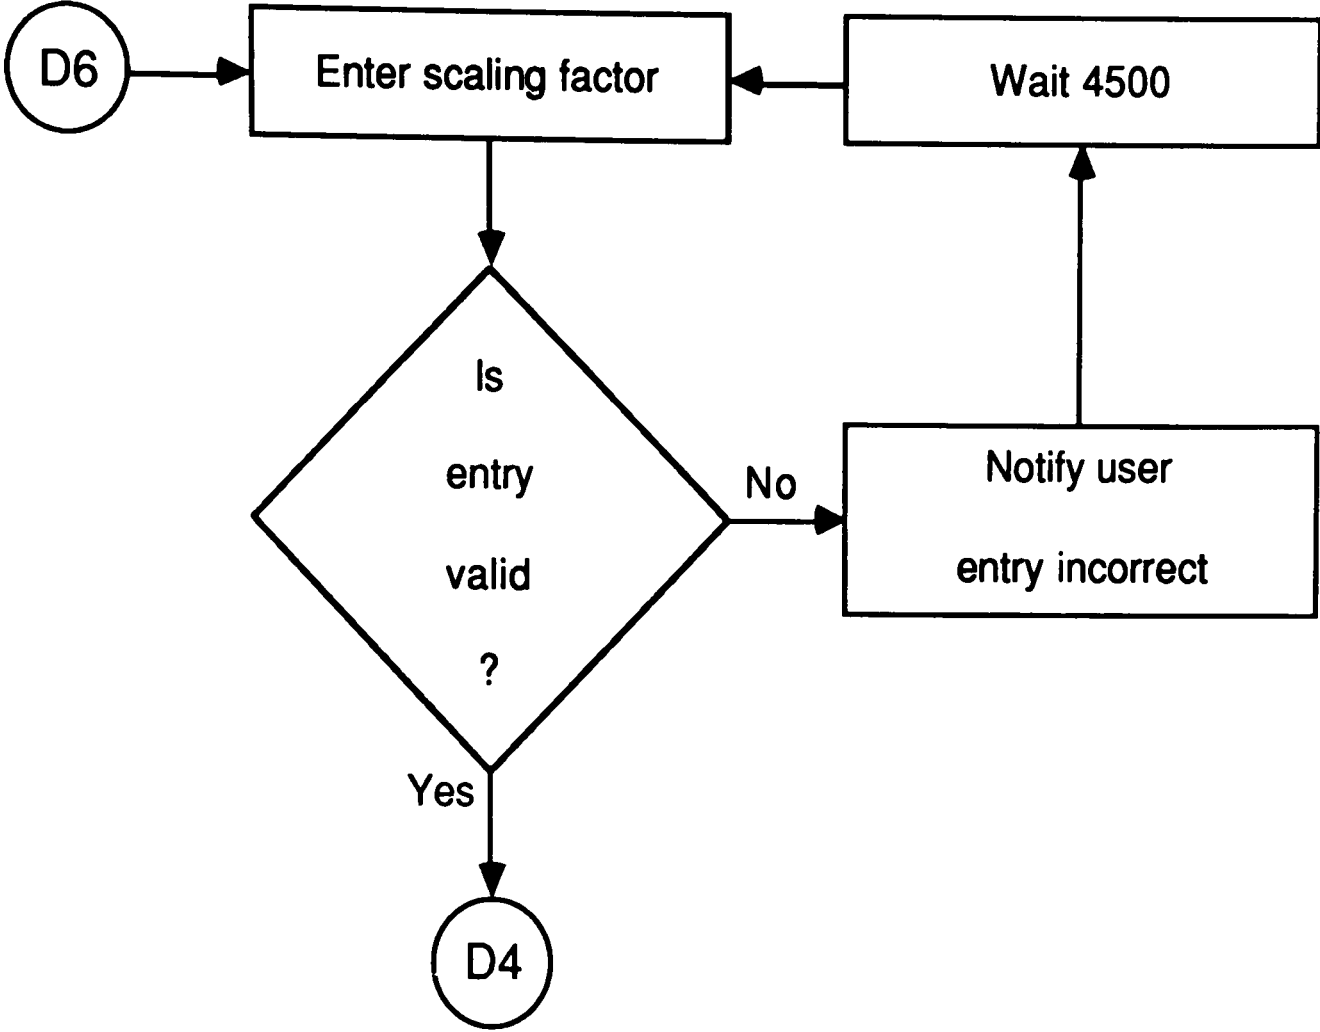 D6
Enter scaling factor
Wait 4500
Is
entry
valid
?
No
Notify user
entry incorrect
Yes
D4